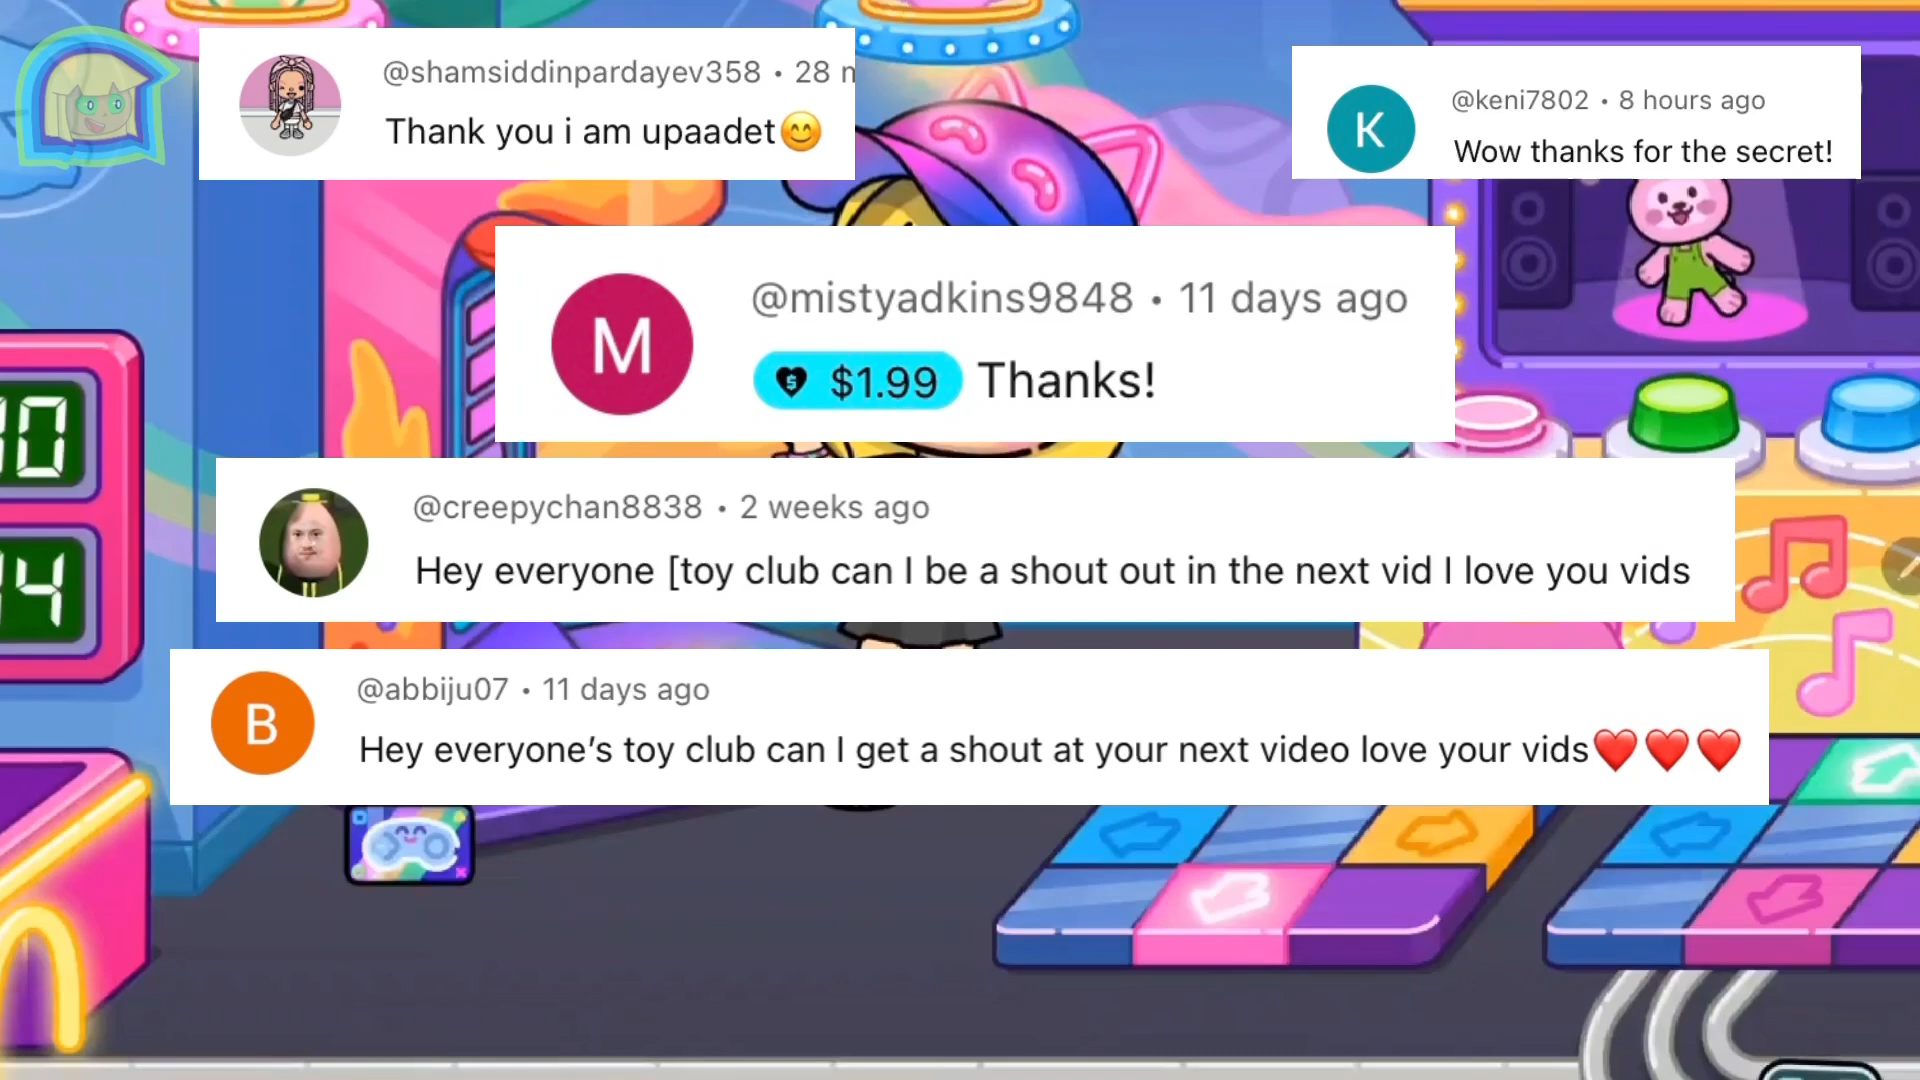 @shamsiddinpardayev358 • 28
Thank you i am upaadet😊
@keni7802 • 8 hours ago
Wow thanks for the secret!
M
K
@mistyadkins9848 • 11 days ago
$1.99 Thanks!
@creepychan8838 • 2 weeks ago
Hey everyone [toy club can I be a shout out in the next vid I love you vids
B
@abbiju07 • 11 days ago
Hey everyone’s toy club can I get a shout at your next video love your vids❤️❤️❤️